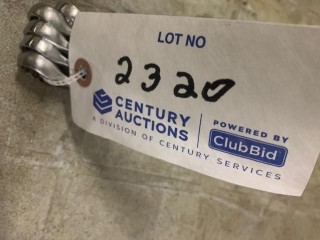 LOT NO
2320
CENTURY
AUCTIONS
A DIVISION OF CENTURY SERVICES
POWERED BY
ClubBid